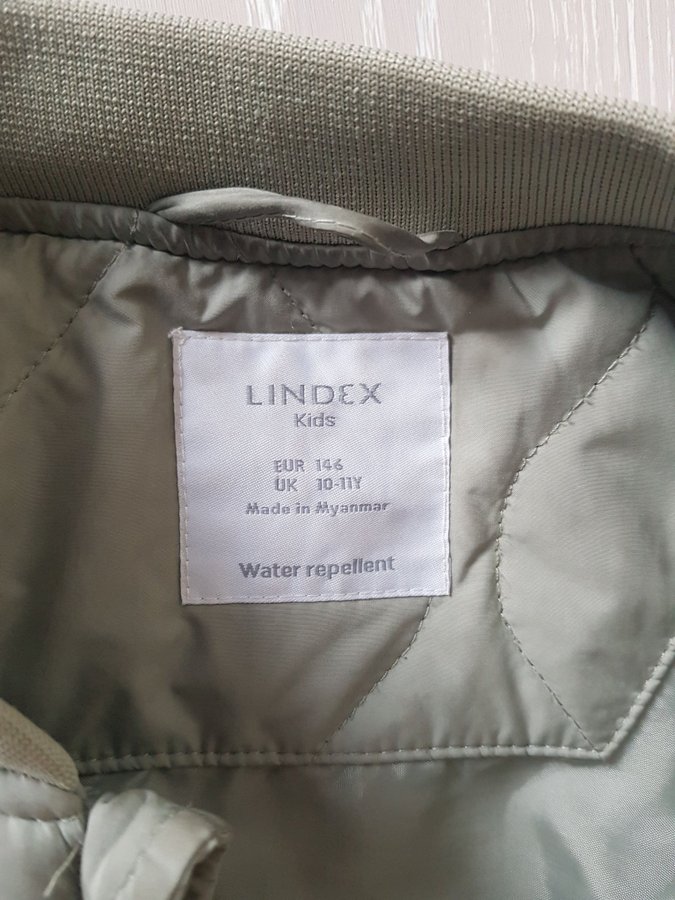 LINDEX
Kids
EUR 146
UK 10-11Y
Made in Myanmar
Water repellent